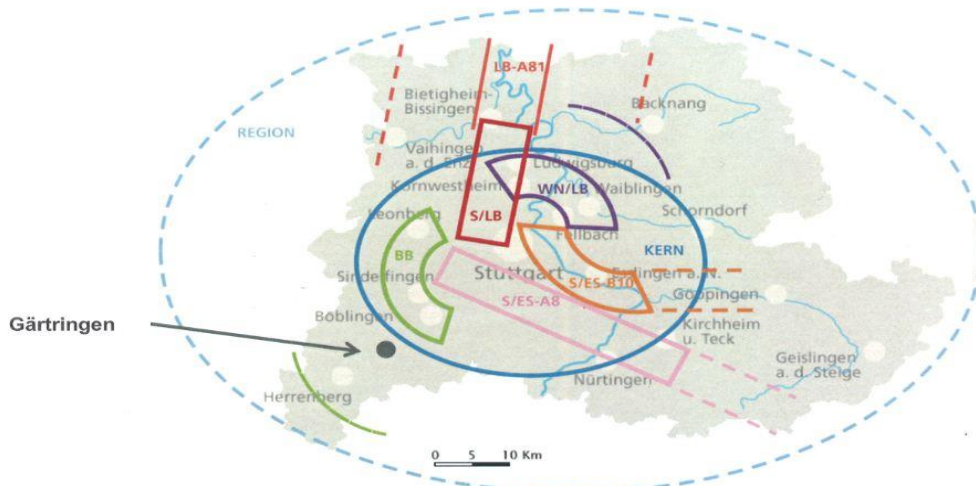 LB-A81
Bietigheim-
Bissingen
Backnang
REGION
Vaihingen
a. d. Enz
Ludwigsburg
Kornwestheim
WN/LB
Waiblingen
Leonberg
S/LB
Schorndorf
Fellbach
KERN
BB
Sindelfingen
Stuttgart
Esslingen a. N.
S/ES-B10
Göppingen
S/ES-A8
Böblingen
Gärtringen
Kirchheim
u. Teck
Geislingen
a. d. Steige
Nürtingen
Herrenberg
0 5 10 Km